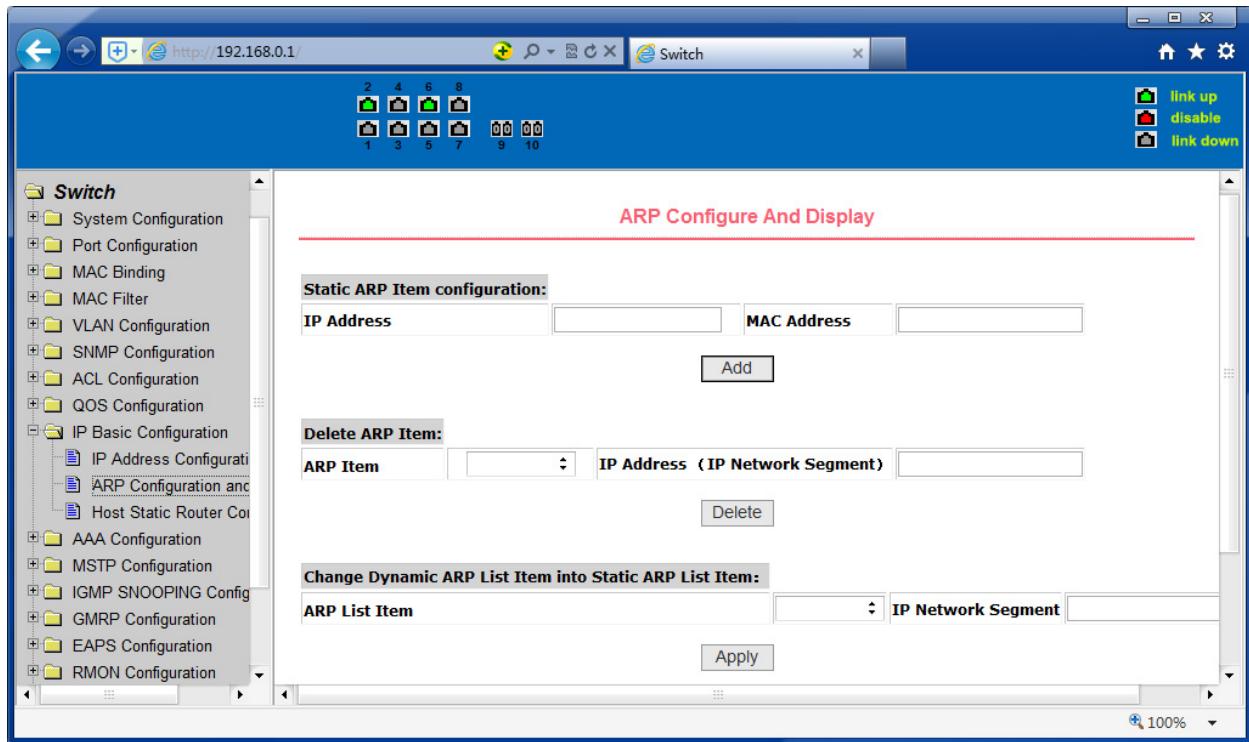 http://192.168.0.1/
Switch
2 4 6 8
1 3 5 7 9 10
link up
disable
link down
Switch
System Configuration
Port Configuration
MAC Binding
MAC Filter
VLAN Configuration
SNMP Configuration
ACL Configuration
QOS Configuration
IP Basic Configuration
IP Address Configurati
ARP Configuration and
Host Static Router Co
AAA Configuration
MSTP Configuration
IGMP SNOOPING Config
GMRP Configuration
EAPS Configuration
RMON Configuration
ARP Configure And Display
Static ARP Item configuration:
IP Address MAC Address
Add
Delete ARP Item:
ARP Item IP Address (IP Network Segment)
Delete
Change Dynamic ARP List Item into Static ARP List Item:
ARP List Item IP Network Segment
Apply
100%